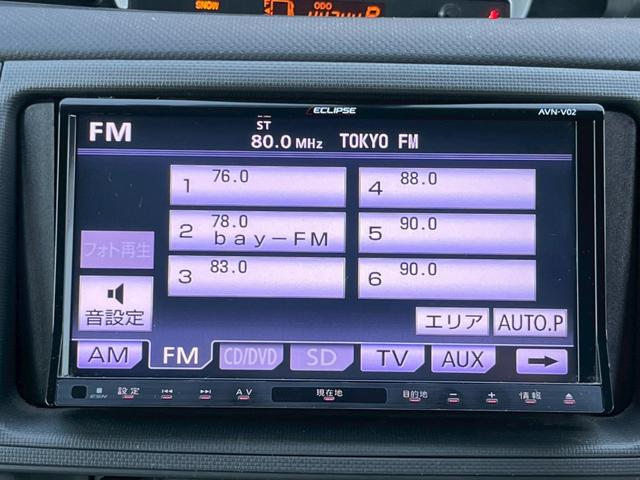 SNOW
F
ODO
P
ECLIPSE
AVN-V02
FM
ST
80.0 MHz
TOKYO FM
1 76.0
4 88.0
2 78.0
bay-FM
5 90.0
3 83.0
6 90.0
フォト再生
音設定
エリア
AUTO.P
AM
FM
CD/DVD
SD
TV
AUX
→
ESN
設定
AV
現在地
目的地
−
+
情報